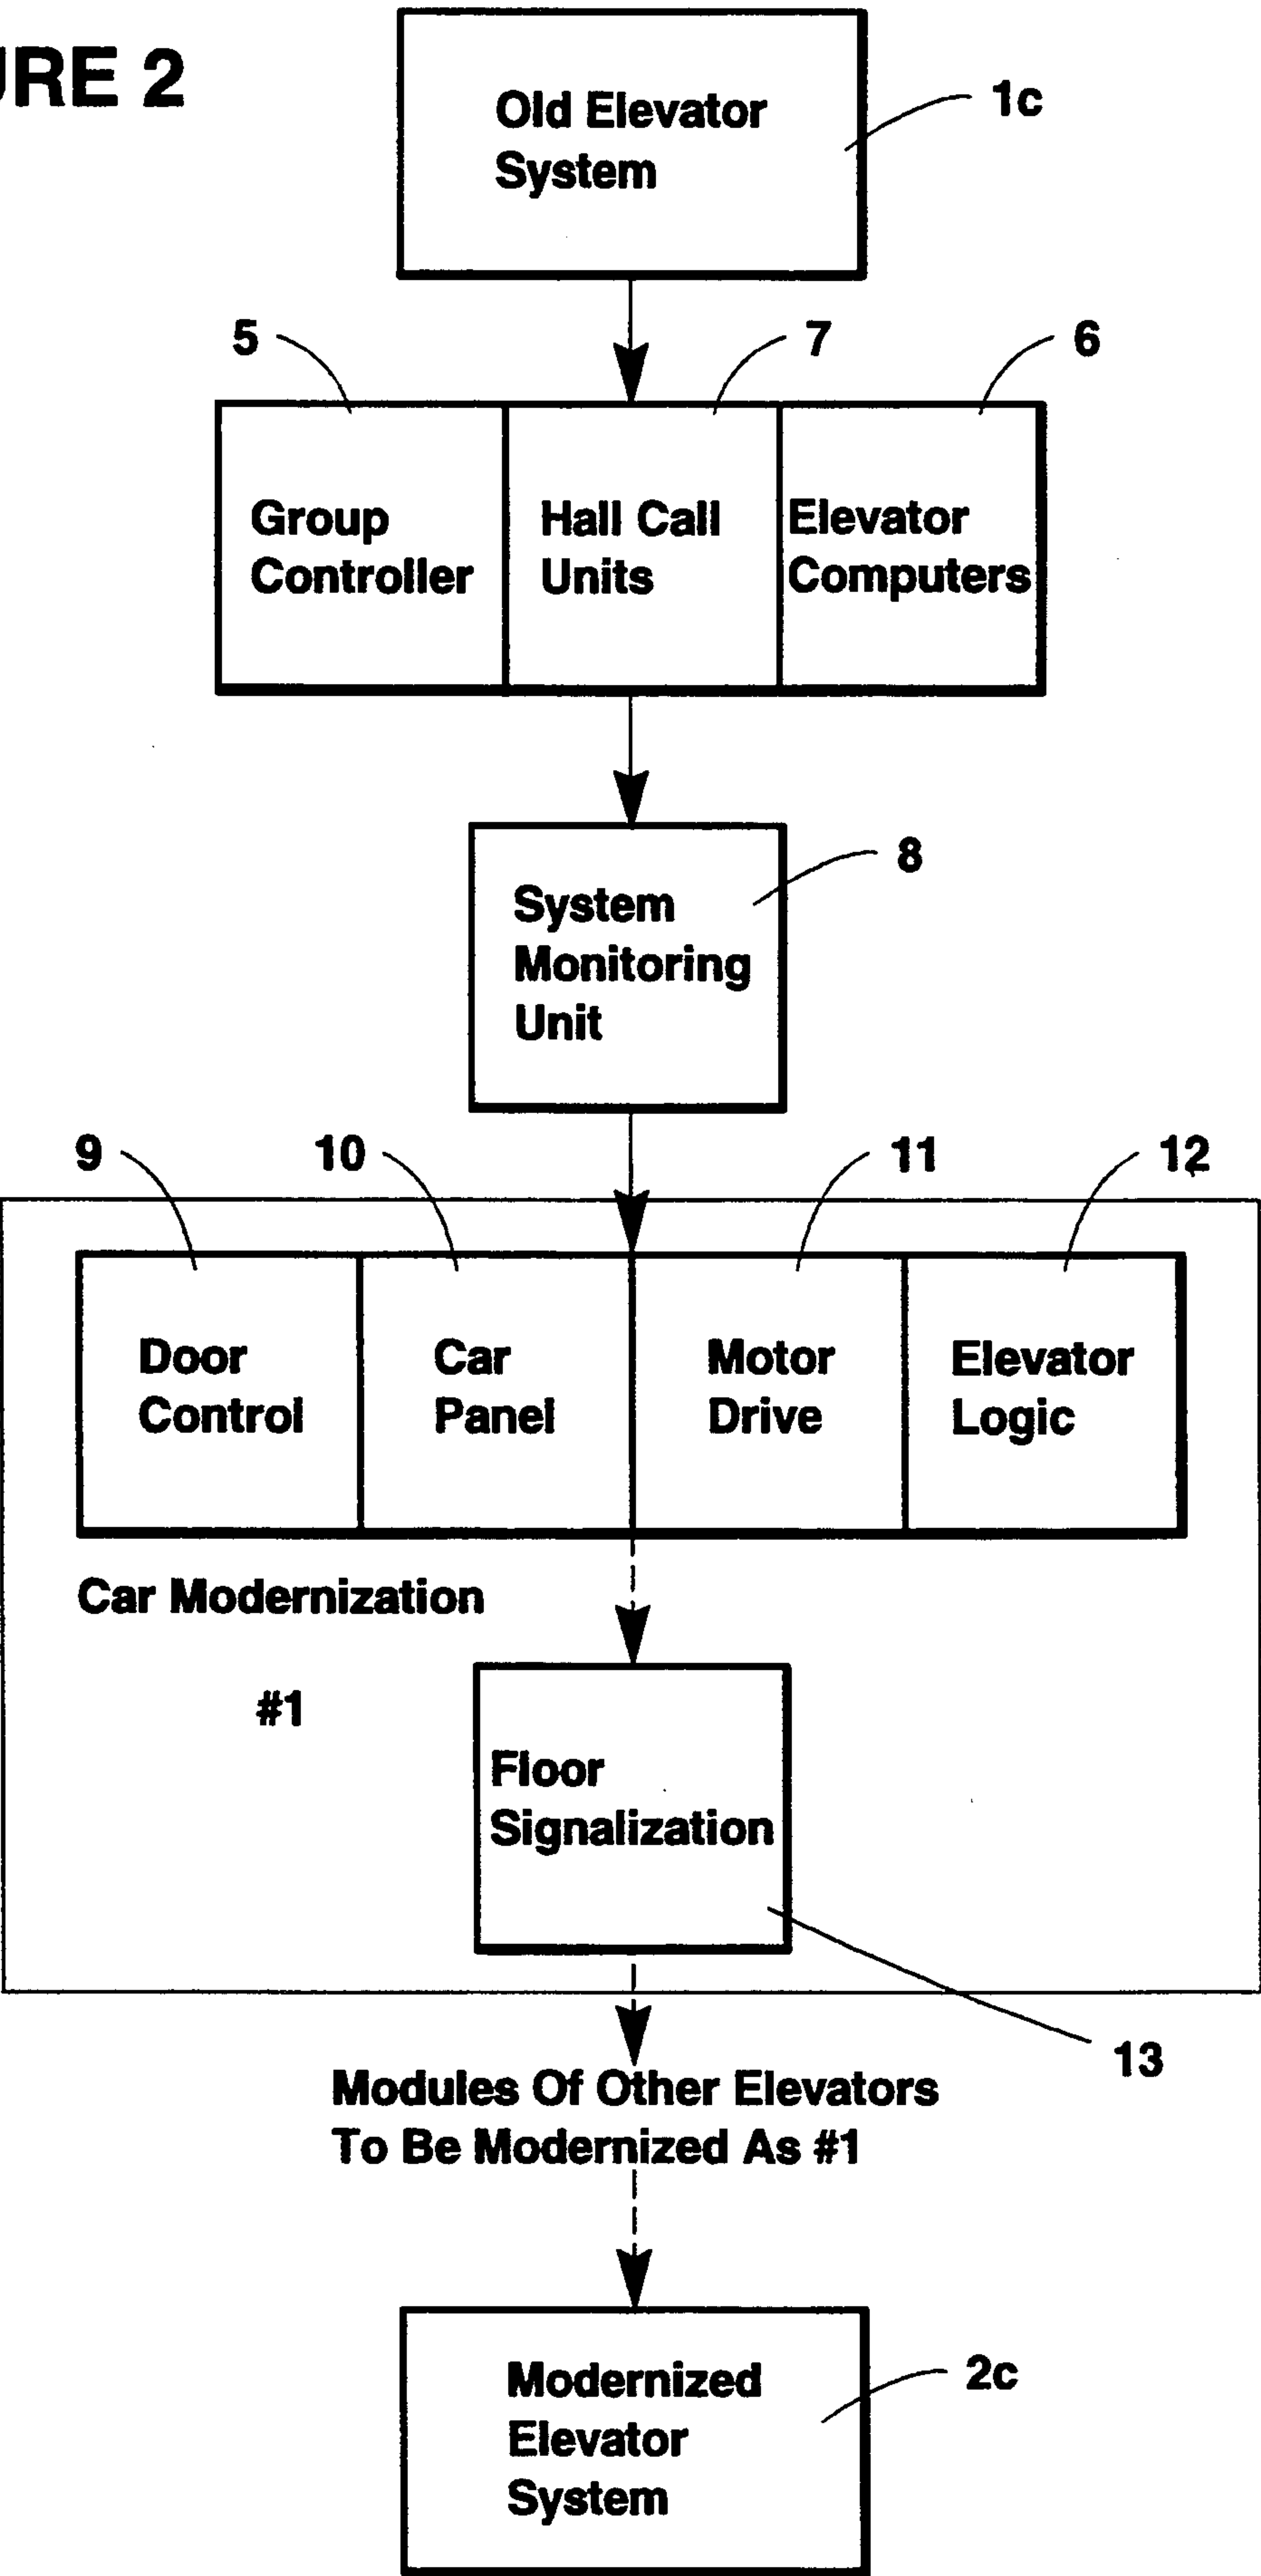 URE 2
Old Elevator
System
1c
5
7
6
Group
Controller
Hall Call
Units
Elevator
Computers
8
System
Monitoring
Unit
9
10
11
12
Door
Control
Car
Panel
Motor
Drive
Elevator
Logic
Car Modernization
#1
Floor
Signalization
13
Modules Of Other Elevators
To Be Modernized As #1
2c
Modernized
Elevator
System